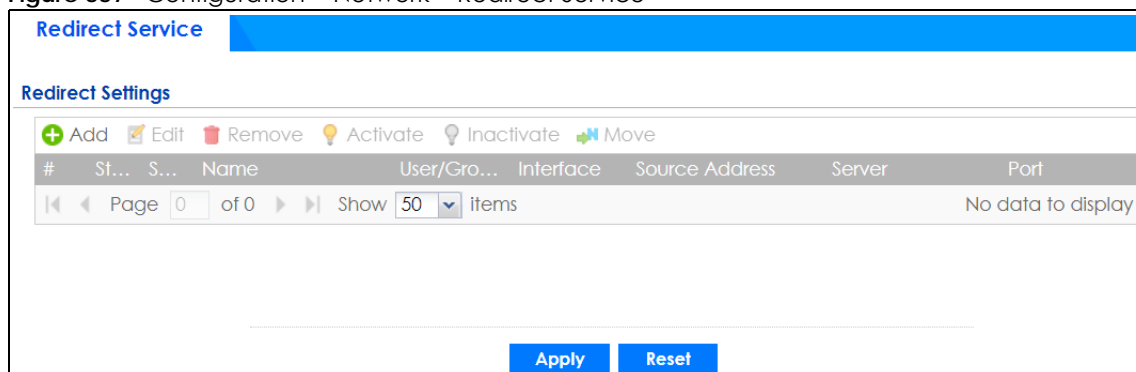 Redirect Service
Redirect Settings
Add Edit Remove Activate Inactivate Move
# St... S... Name User/Gro... Interface Source Address Server Port
Page 0 of 0 Show 50 items No data to display
Apply Reset